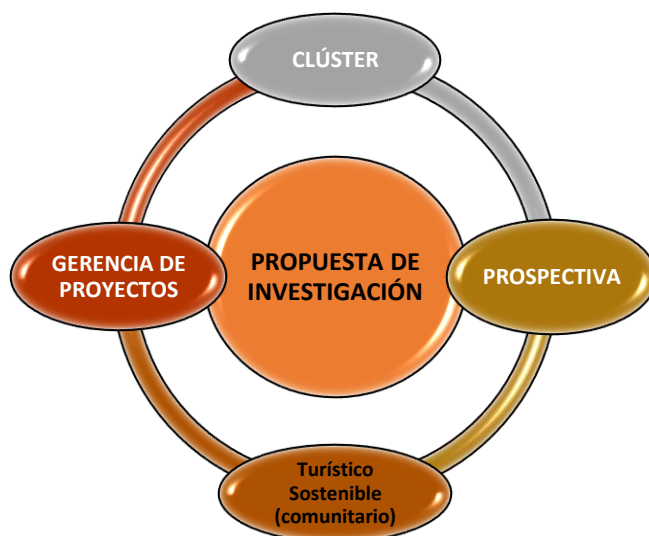 CLÚSTER
GERENCIA DE
PROYECTOS
PROPUESTA DE
INVESTIGACIÓN
PROSPECTIVA
Turístico
Sostenible
(comunitario)